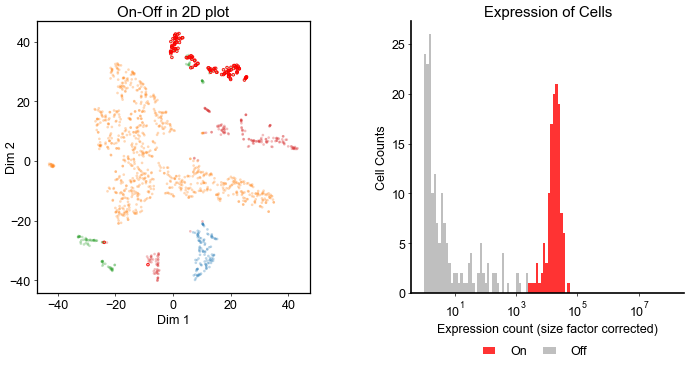 On-Off in 2D plot
Dim 2
40
20
0
−20
−40
−40 −20 0 20 40
Dim 1
Expression of Cells
Cell Counts
25
20
15
10
5
0
10^1 10^3 10^5 10^7
Expression count (size factor corrected)
On Off